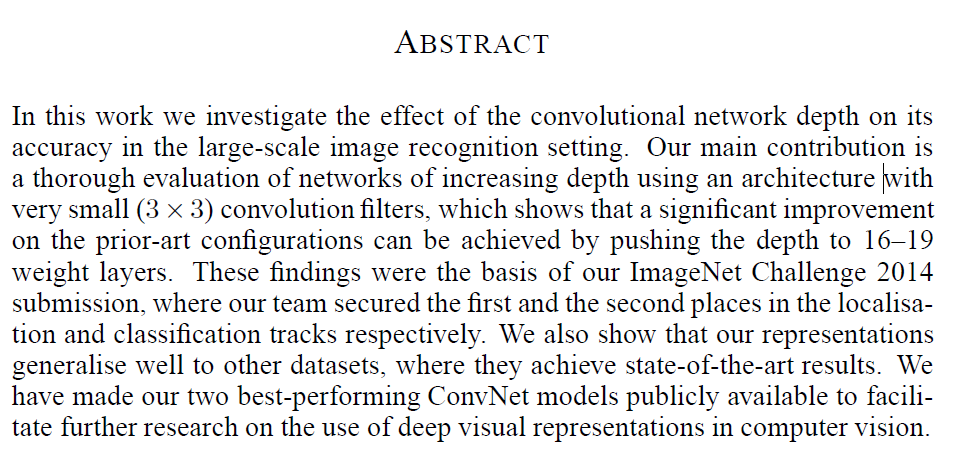 ABSTRACT
In this work we investigate the effect of the convolutional network depth on its
accuracy in the large-scale image recognition setting. Our main contribution is
a thorough evaluation of networks of increasing depth using an architecture with
very small (3 × 3) convolution filters, which shows that a significant improvement
on the prior-art configurations can be achieved by pushing the depth to 16–19
weight layers. These findings were the basis of our ImageNet Challenge 2014
submission, where our team secured the first and the second places in the localisa-
tion and classification tracks respectively. We also show that our representations
generalise well to other datasets, where they achieve state-of-the-art results. We
have made our two best-performing ConvNet models publicly available to facili-
tate further research on the use of deep visual representations in computer vision.